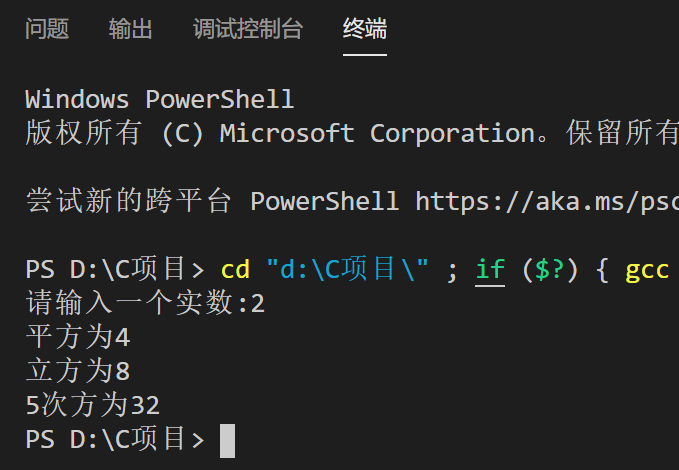 问题 输出 调试控制台 终端
Windows PowerShell
版权所有 (C) Microsoft Corporation。保留所有
尝试新的跨平台 PowerShell https://aka.ms/psc
PS D:\C项目> cd "d:\C项目\" ; if ($?) { gcc
请输入一个实数:2
平方为4
立方为8
5次方为32
PS D:\C项目>